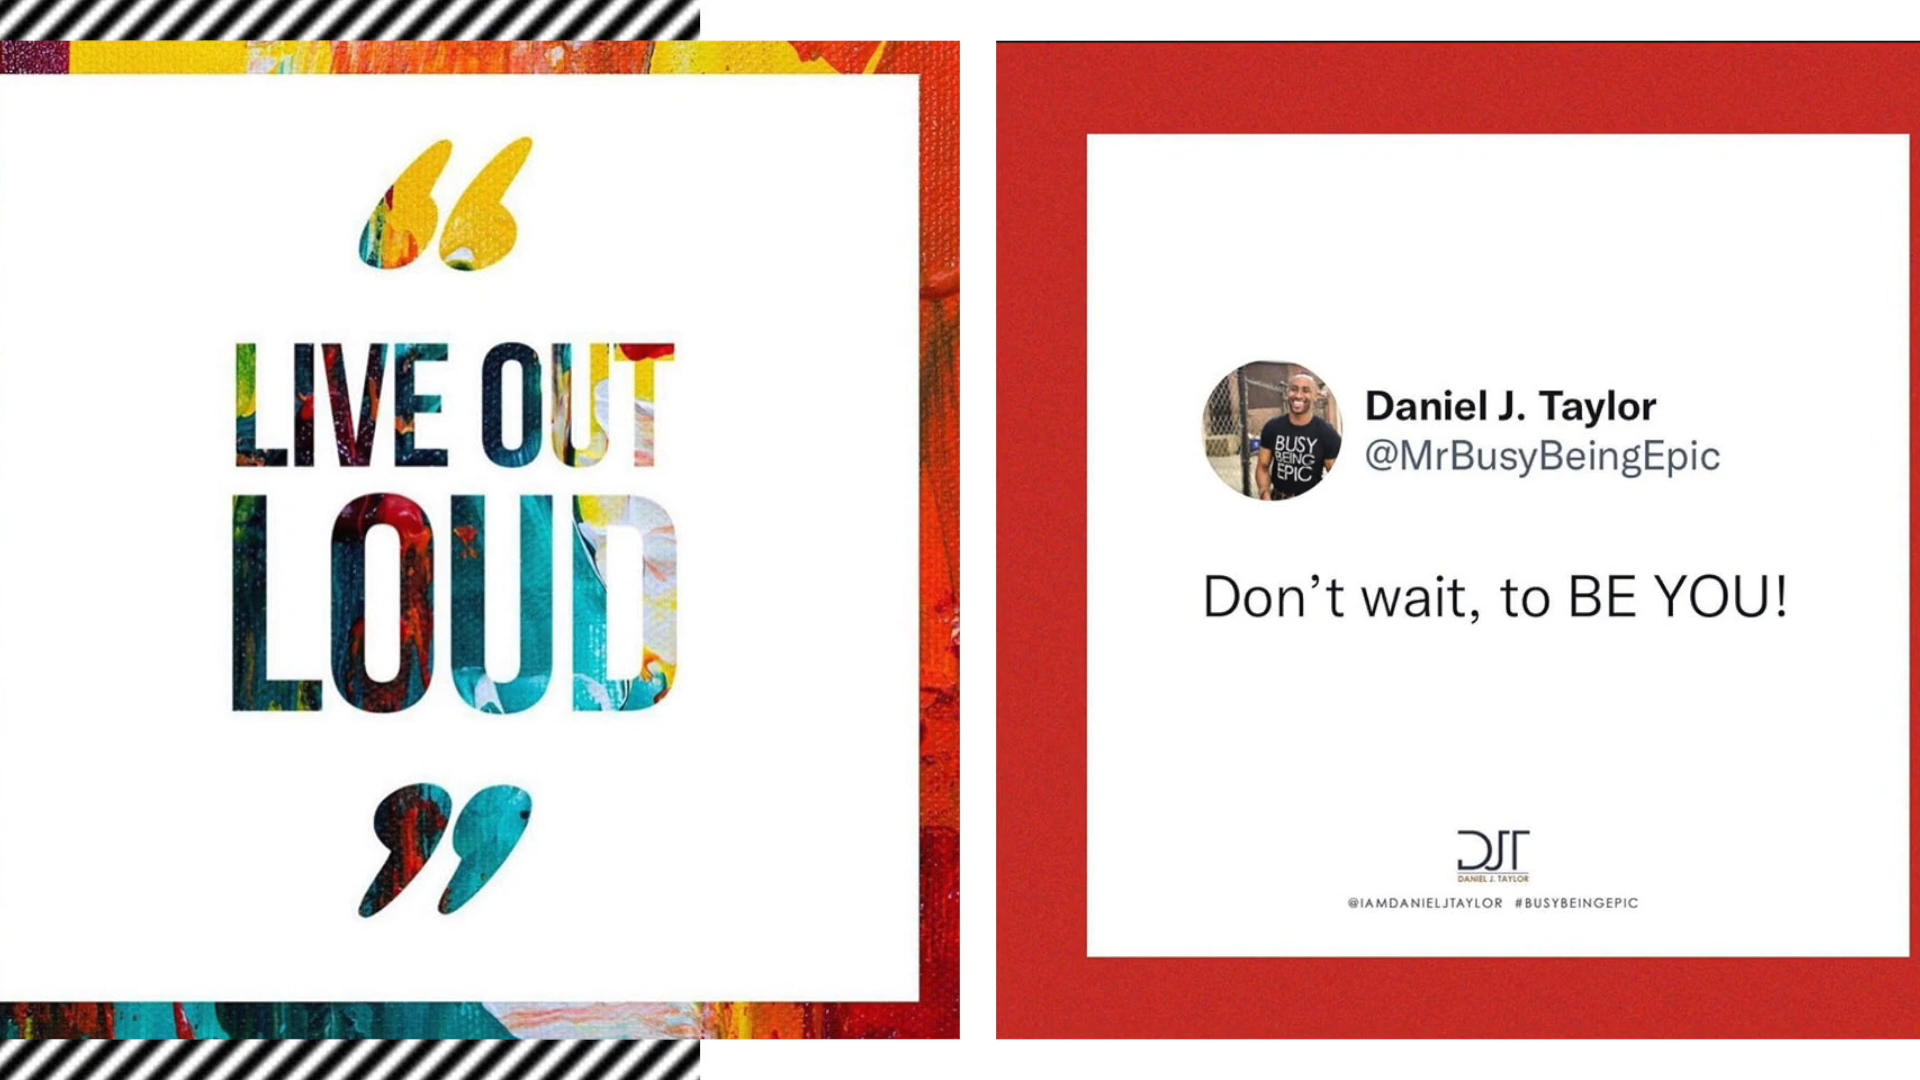 “
LIVE OUT
LOUD
”
Daniel J. Taylor
@MrBusyBeingEpic
BUSY
BEING
EPIC
Don’t wait, to BE YOU!
DJT
DANIEL J. TAYLOR
@IAMDANIELJTAYLOR #BUSYBEINGEPIC